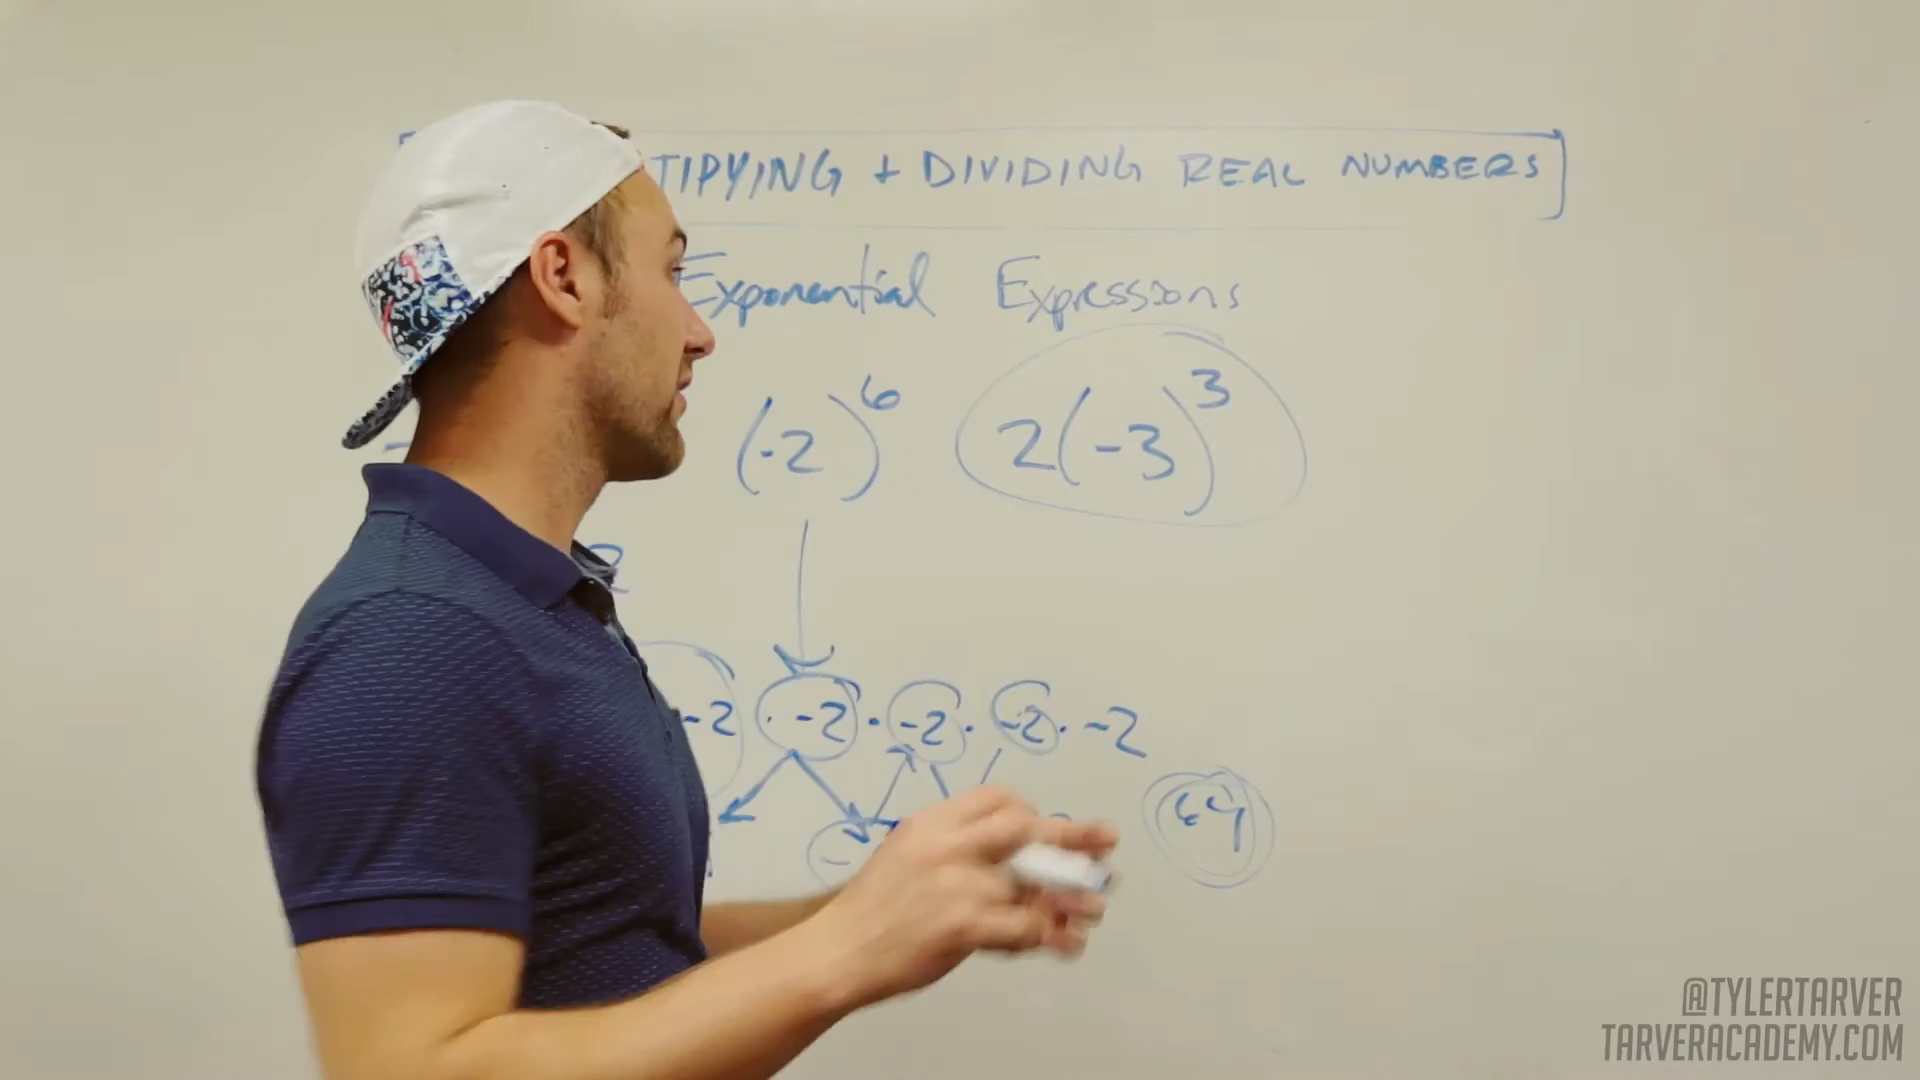 TIPYING + DIVIDING REAL NUMBERS
Exponential Expressions
(-2)^6 2(-3)^3
-2 · -2 · -2 · -2 · -2
64
@TYLERTARVER
TARVERACADEMY.COM